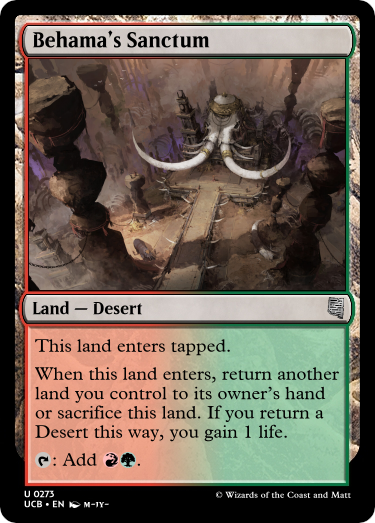 Behama's Sanctum
Land — Desert
This land enters tapped.
When this land enters, return another
land you control to its owner's hand
or sacrifice this land. If you return a
Desert this way, you gain 1 life.
: Add .
U 0273
UCB • EN M-IY-
© Wizards of the Coast and Matt